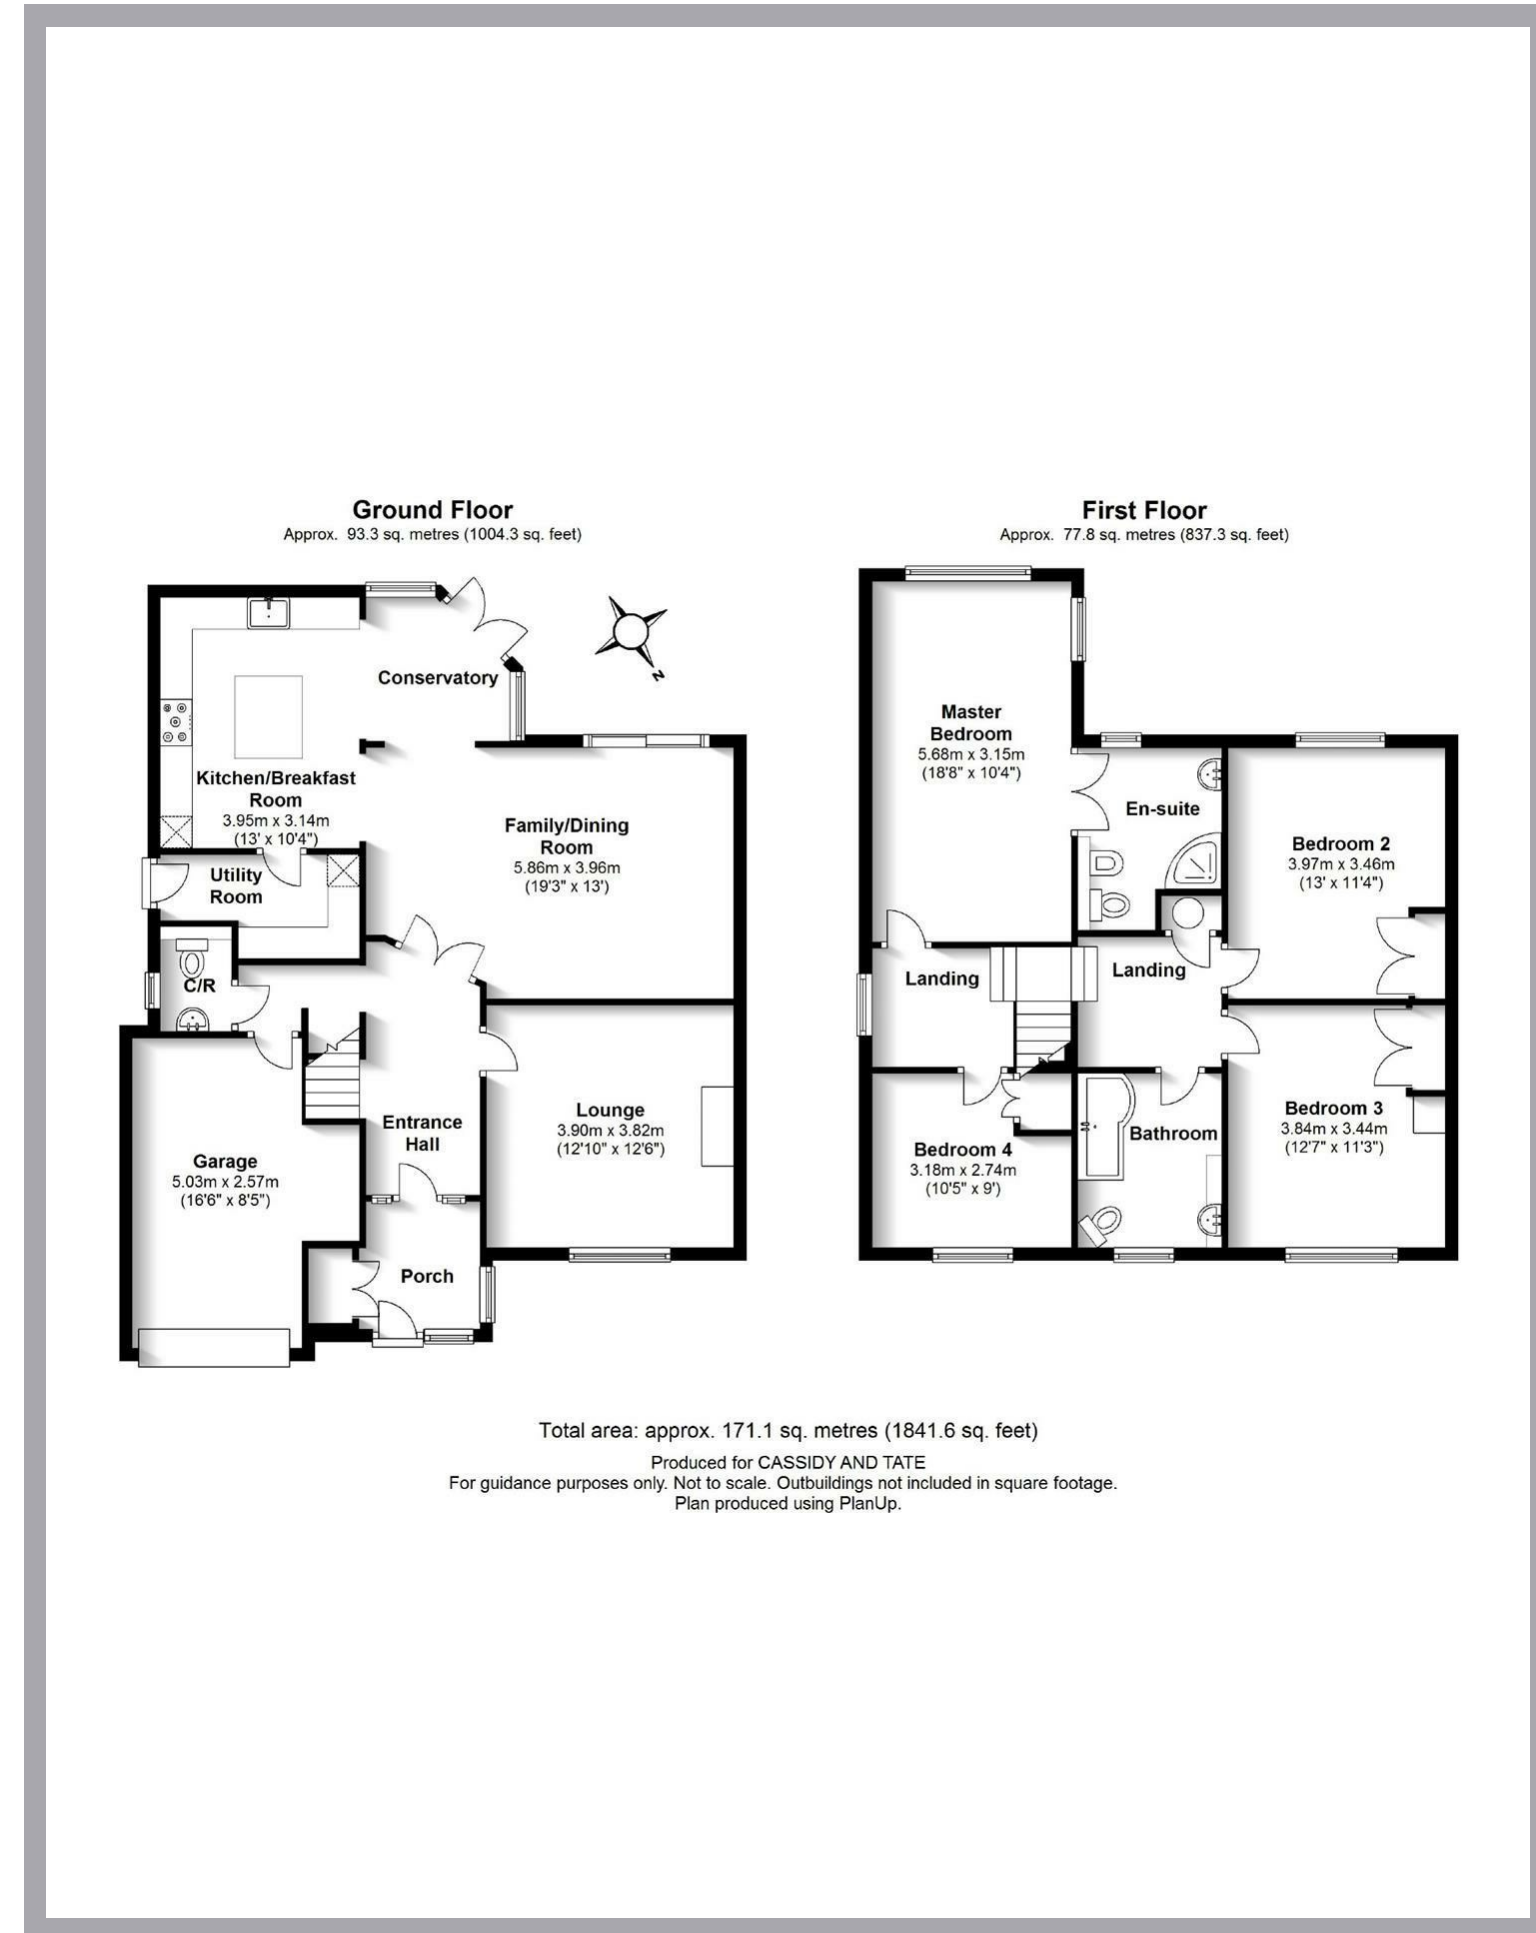 Ground Floor
Approx.  93.3 sq. metres (1004.3 sq. feet)
Conservatory
N
Kitchen/Breakfast
Room
3.95m x 3.14m
(13' x 10'4")
Family/Dining
Room
5.86m x 3.96m
(19'3" x 13')
Utility
Room
C/R
Lounge
3.90m x 3.82m
(12'10" x 12'6")
Entrance
Hall
Garage
5.03m x 2.57m
(16'6" x 8'5")
Porch
First Floor
Approx.  77.8 sq. metres (837.3 sq. feet)
Master
Bedroom
5.68m x 3.15m
(18'8" x 10'4")
En-suite
Bedroom 2
3.97m x 3.46m
(13' x 11'4")
Landing
Landing
Bedroom 3
3.84m x 3.44m
(12'7" x 11'3")
Bathroom
Bedroom 4
3.18m x 2.74m
(10'5" x 9')
Total area: approx. 171.1 sq. metres (1841.6 sq. feet)
Produced for CASSIDY AND TATE
For guidance purposes only. Not to scale. Outbuildings not included in square footage.
Plan produced using PlanUp.